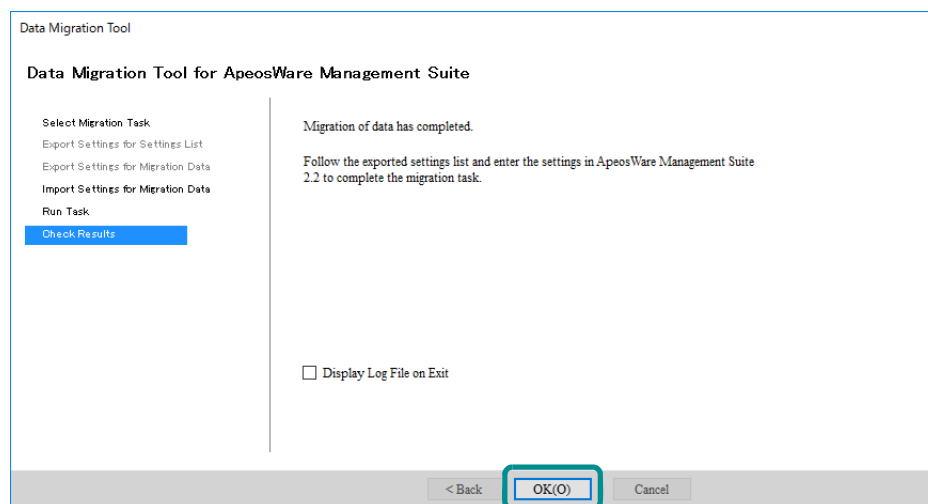 Data Migration Tool
Data Migration Tool for ApeosWare Management Suite
Select Migration Task
Export Settings for Settings List
Export Settings for Migration Data
Import Settings for Migration Data
Run Task
Check Results
Migration of data has completed.
Follow the exported settings list and enter the settings in ApeosWare Management Suite
2.2 to complete the migration task.
Display Log File on Exit
< Back
OK(O)
Cancel